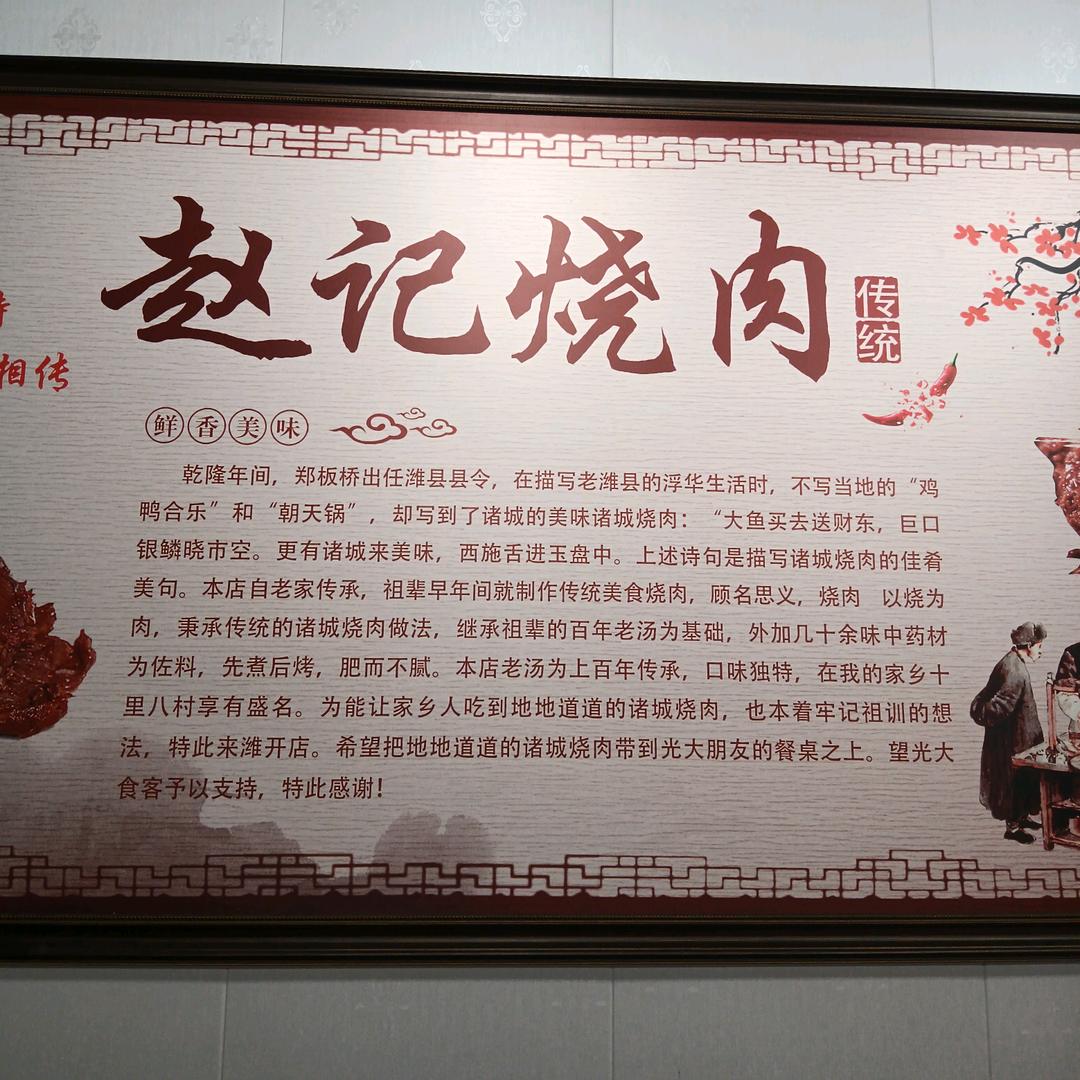 赵记烧肉
传统
相传
鲜香美味
乾隆年间，郑板桥出任潍县县令，在描写老潍县的浮华生活时，不写当地的“鸡
鸭合乐”和“朝天锅”，却写到了诸城的美味诸城烧肉：“大鱼买去送财东，巨口
银鳞晓市空。更有诸城来美味，西施舌进玉盘中。上述诗句是描写诸城烧肉的佳肴
美句。本店自老家传承，祖辈早年间就制作传统美食烧肉，顾名思义，烧肉 以烧为
肉，秉承传统的诸城烧肉做法，继承祖辈的百年老汤为基础，外加几十余味中药材
为佐料，先煮后烤，肥而不腻。本店老汤为上百年传承，口味独特，在我的家乡十
里八村享有盛名。为能让家乡人吃到地地道道的诸城烧肉，也本着牢记祖训的想
法，特此来潍开店。希望把地地道道的诸城烧肉带到光大朋友的餐桌之上。望光大
食客予以支持，特此感谢！